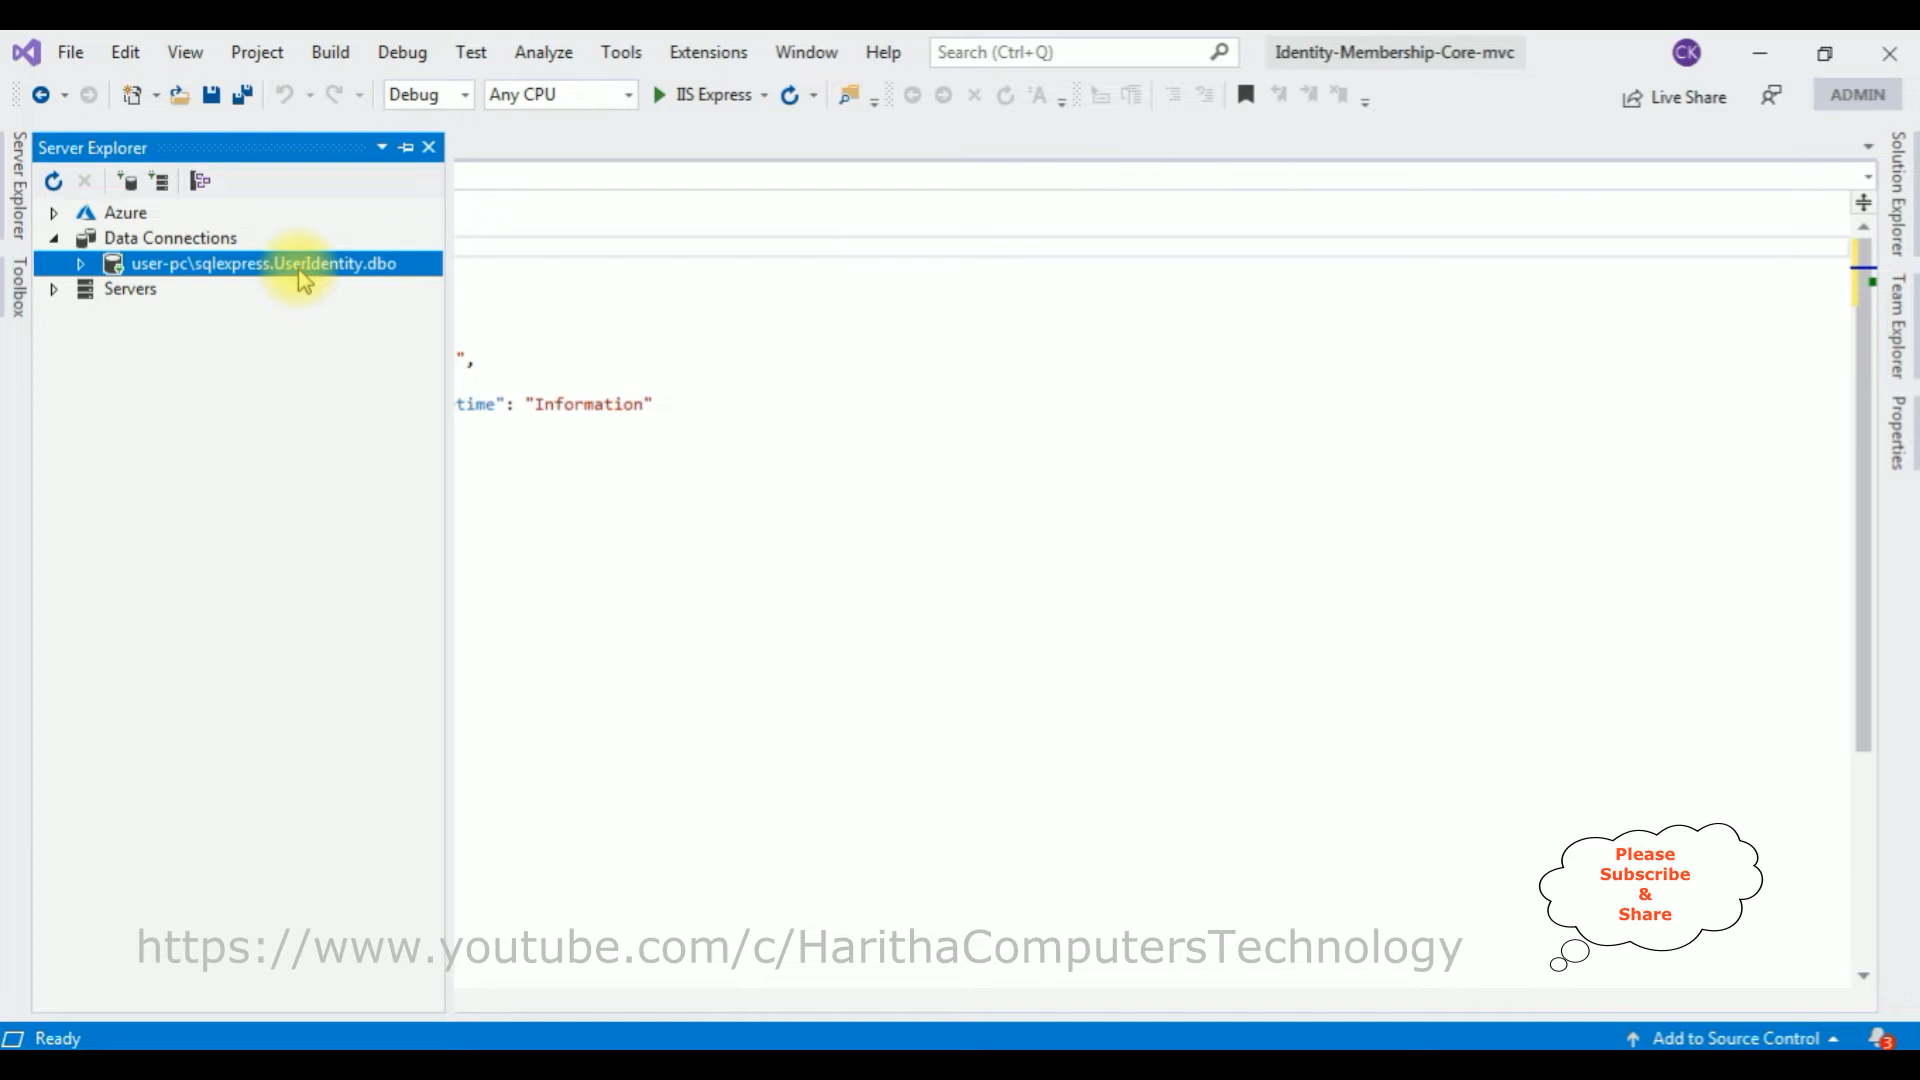 File Edit View Project Build Debug Test Analyze Tools Extensions Window Help Search (Ctrl+Q) Identity-Membership-Core-mvc CK
Debug Any CPU IIS Express Live Share ADMIN
Server Explorer
Toolbox
Server Explorer
Azure
Data Connections
user-pc\sqlexpress.UserIdentity.dbo
Servers
",
time": "Information"
Solution Explorer
Team Explorer
Properties
Please
Subscribe
&
Share
https://www.youtube.com/c/HarithaComputersTechnology
Ready Add to Source Control 3